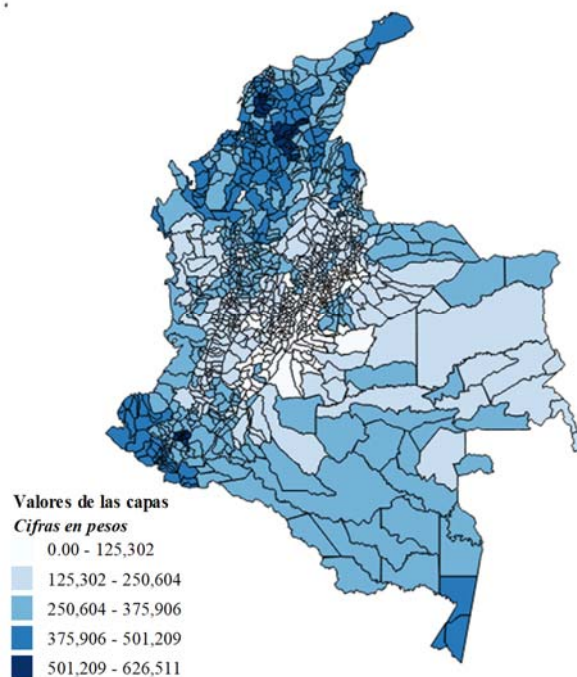 Valores de las capas
Cifras en pesos
0.00 - 125,302
125,302 - 250,604
250,604 - 375,906
375,906 - 501,209
501,209 - 626,511